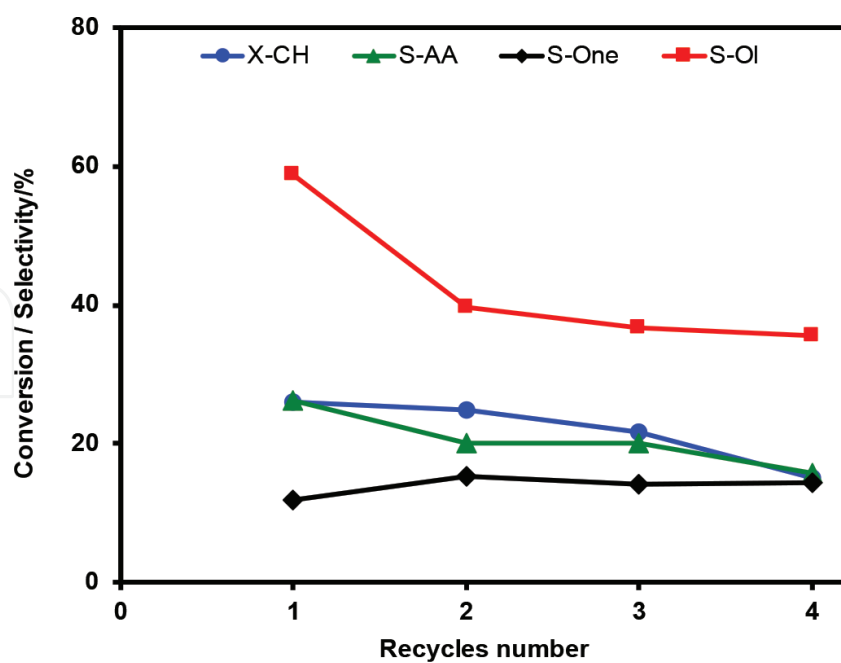 80
X-CH S-AA S-One S-Ol
60
40
20
0
Conversion / Selectivity/%
0 1 2 3 4
Recycles number